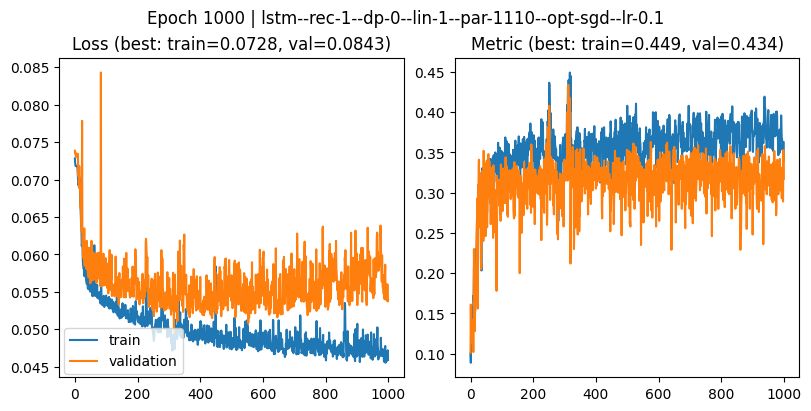 Epoch 1000 | lstm--rec-1--dp-0--lin-1--par-1110--opt-sgd--lr-0.1
Loss (best: train=0.0728, val=0.0843)
0.085
0.080
0.075
0.070
0.065
0.060
0.055
0.050
0.045
train
validation
0 200 400 600 800 1000
Metric (best: train=0.449, val=0.434)
0.45
0.40
0.35
0.30
0.25
0.20
0.15
0.10
0 200 400 600 800 1000